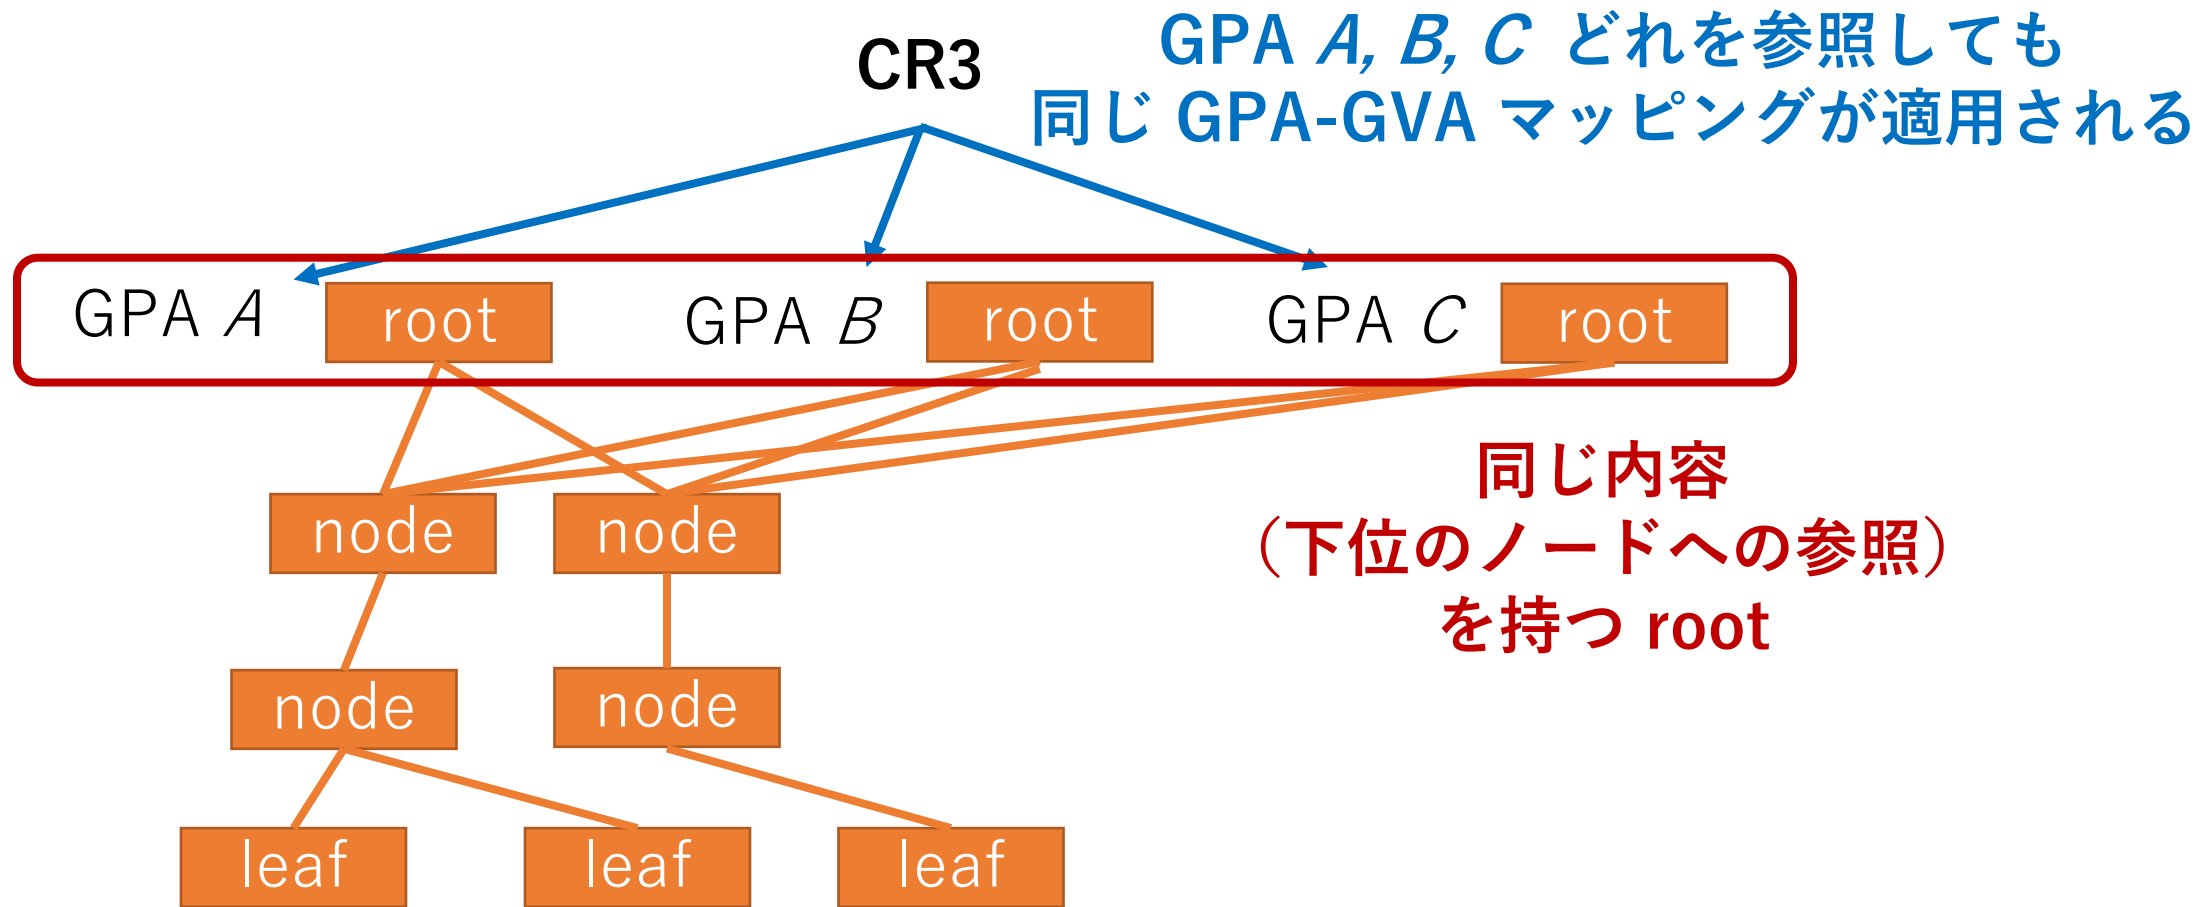 CR3
GPA A, B, C どれを参照しても
同じ GPA-GVA マッピングが適用される
GPA A root GPA B root GPA C root
同じ内容
（下位のノードへの参照）
を持つ root
node node
node node
leaf leaf leaf